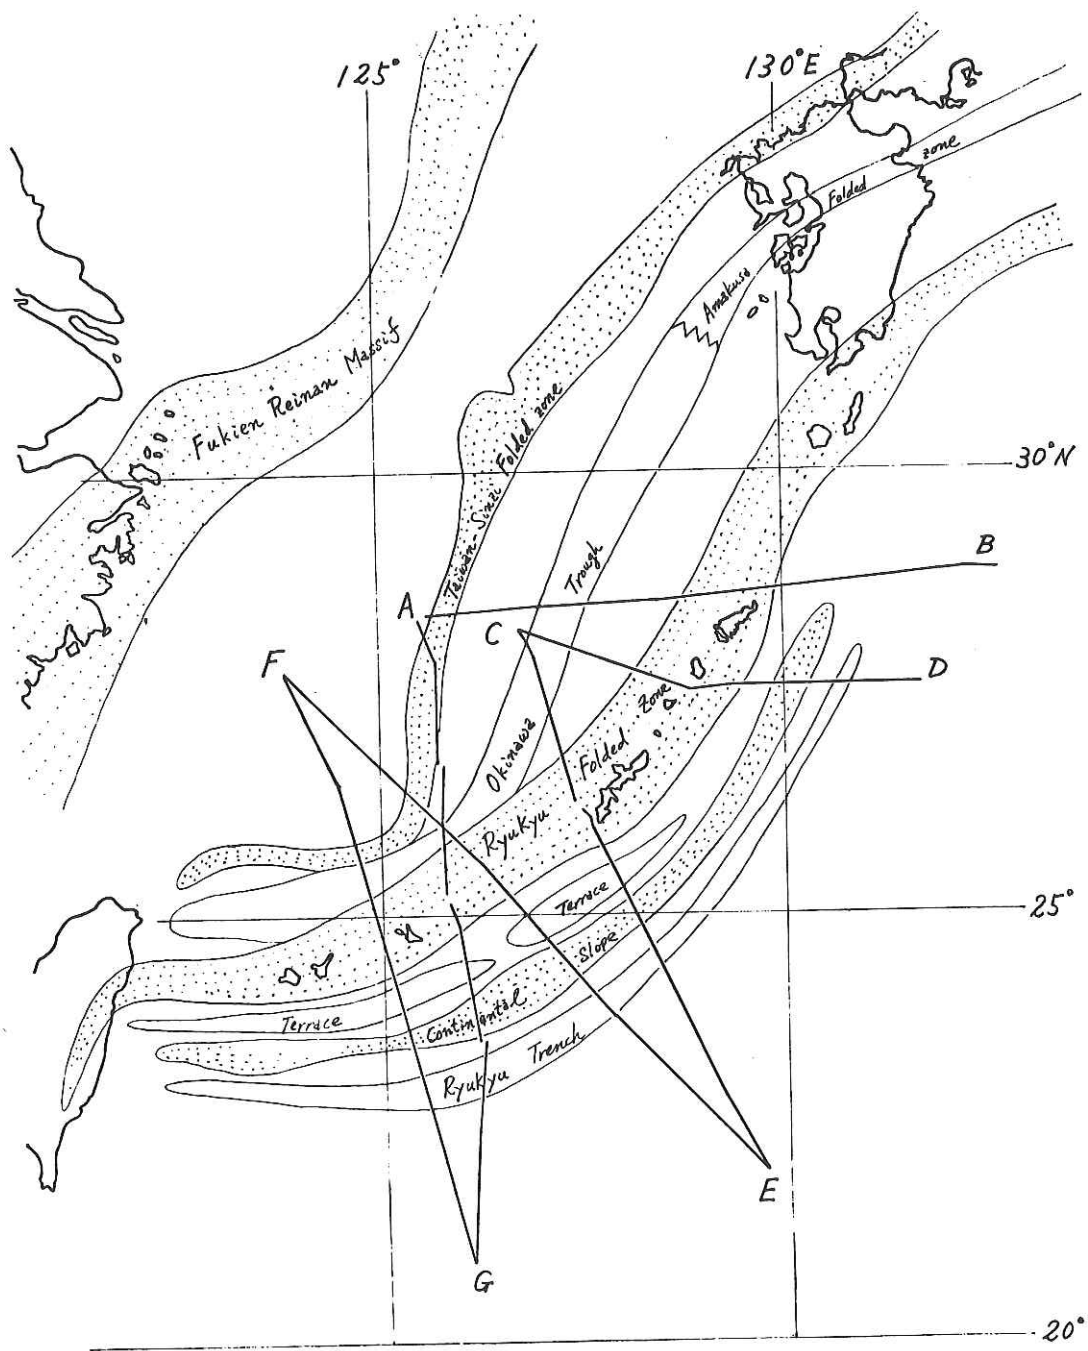 125°
130°E
Folded zone
Amakusa
Fukien Reinan Massif
Taiwan-Sinzi Folded zone
30°N
B
Trough
A
C
F
D
Okinawa
Ryukyu Folded Zone
25°
Terrace
Slope
Continental
Terrace
Ryukyu Trench
E
G
20°